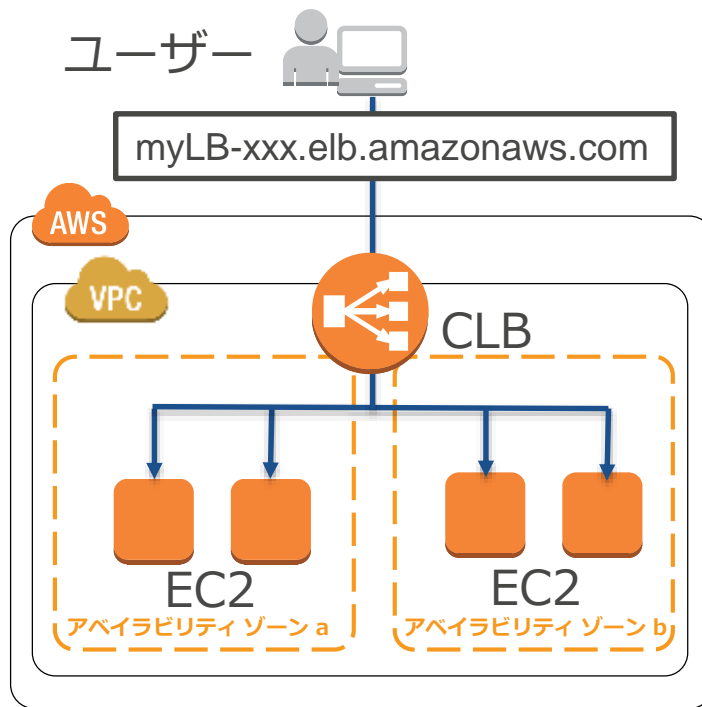 ユーザー
myLB-xxx.elb.amazonaws.com
AWS
VPC
CLB
EC2
EC2
アベイラビリティ ゾーン a
アベイラビリティ ゾーン b